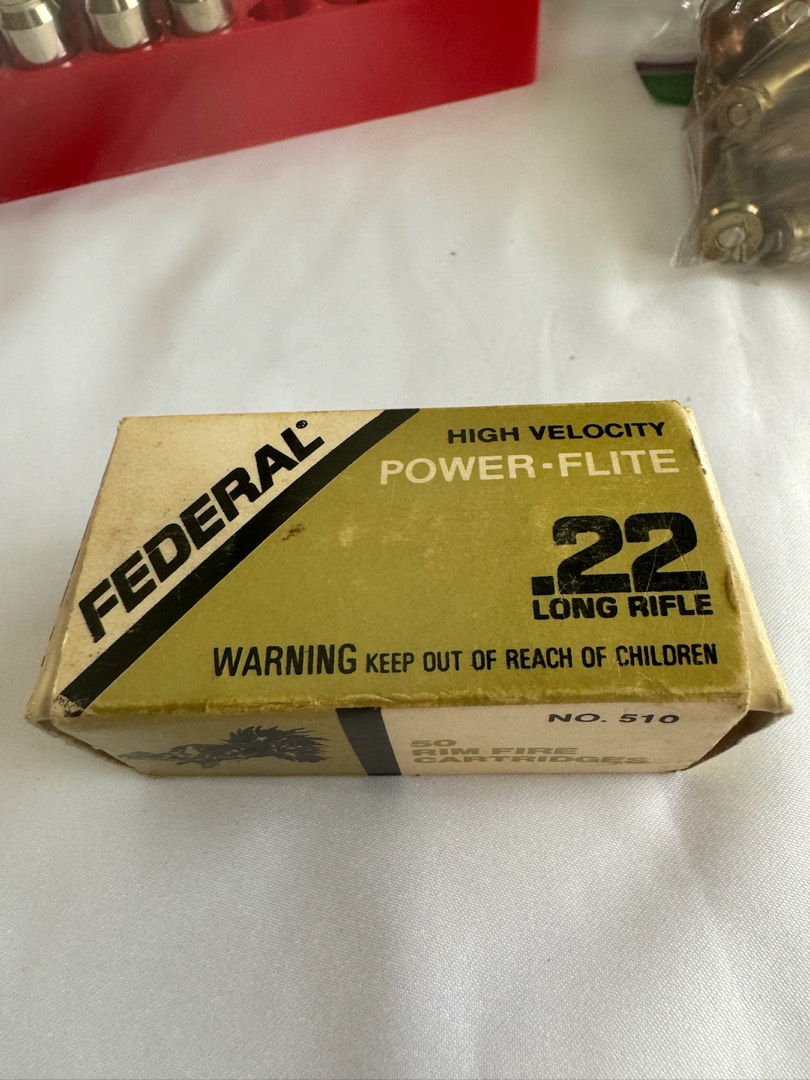 FEDERAL®
HIGH VELOCITY
POWER-FLITE
.22
LONG RIFLE
WARNING KEEP OUT OF REACH OF CHILDREN
NO. 510
50
RIM FIRE
CARTRIDGES